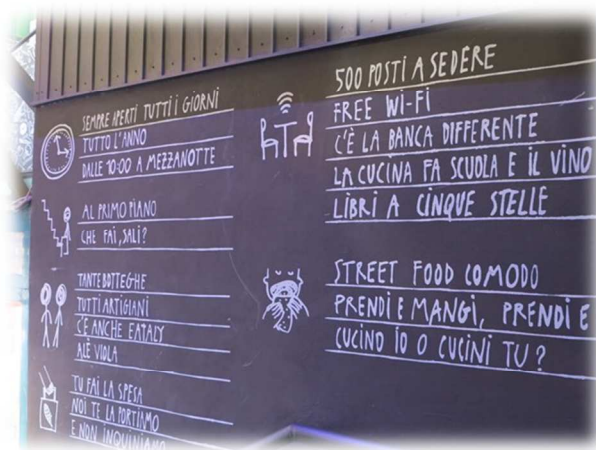 SEMPRE APERTI TUTTI I GIORNI
TUTTO L'ANNO
DALLE 10:00 A MEZZANOTTE
AL PRIMO PIANO
CHE FAI, SALI?
TANTE BOTTEGHE
TUTTI ARTIGIANI
C'È ANCHE EATALY
ALÈ VIOLA
TU FAI LA SPESA
NOI TE LA PORTIAMO
E NON INQUINIAMO
500 POSTI A SEDERE
FREE WI-FI
C'È LA BANCA DIFFERENTE
LA CUCINA FA SCUOLA E IL VINO
LIBRI A CINQUE STELLE
STREET FOOD COMODO
PRENDI E MANGI, PRENDI E
CUCINO IO O CUCINI TU?